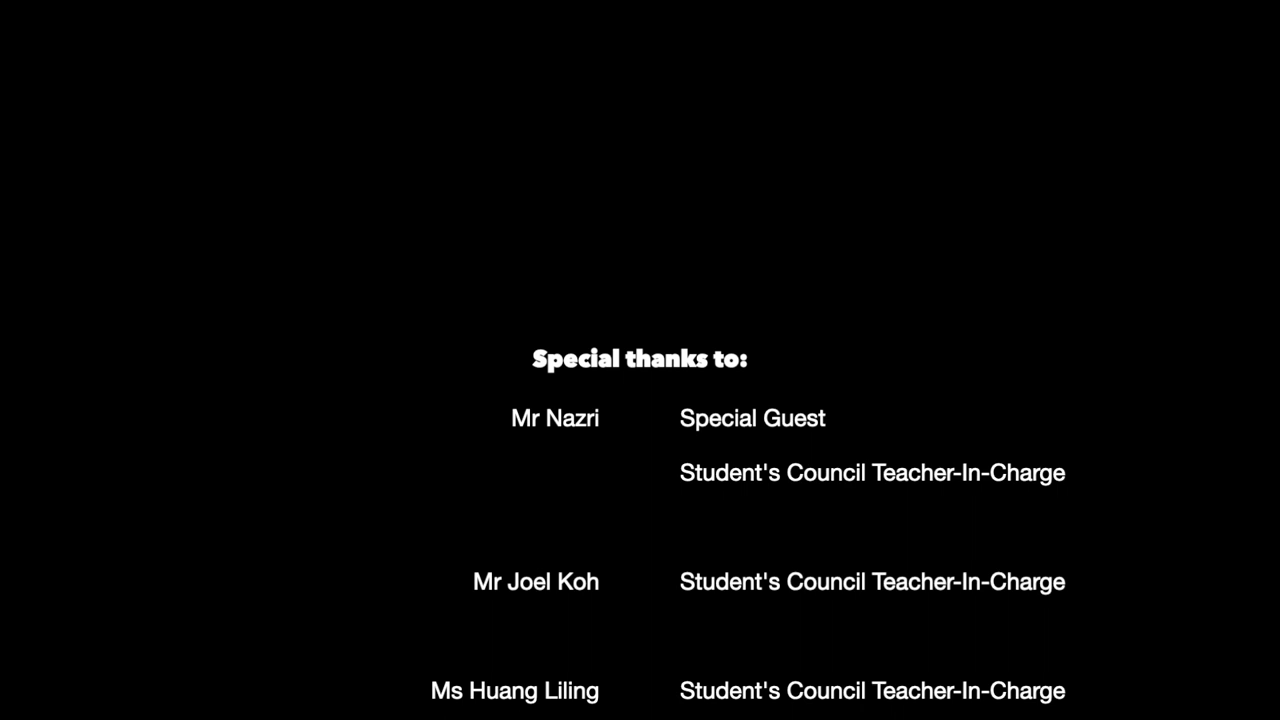 Special thanks to:
Mr Nazri Special Guest
Student's Council Teacher-In-Charge
Mr Joel Koh Student's Council Teacher-In-Charge
Ms Huang Liling Student's Council Teacher-In-Charge